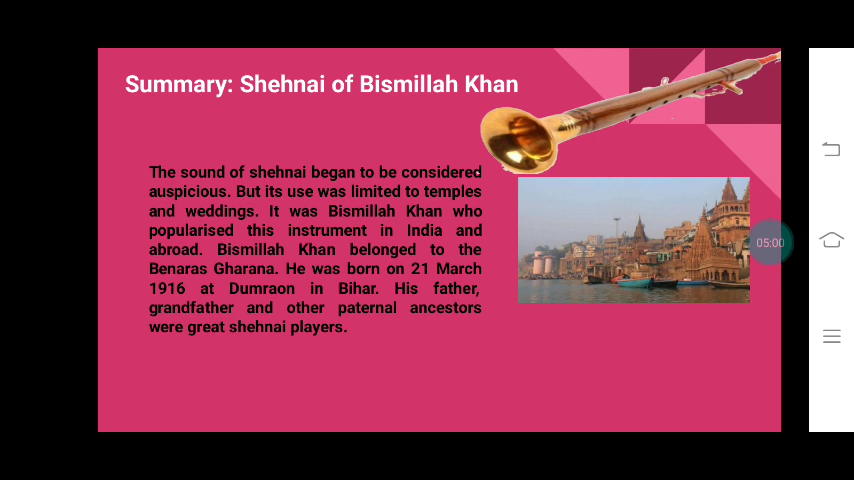 Summary: Shehnai of Bismillah Khan
The sound of shehnai began to be considered
auspicious. But its use was limited to temples
and weddings. It was Bismillah Khan who
popularised this instrument in India and
abroad. Bismillah Khan belonged to the
Benaras Gharana. He was born on 21 March
1916 at Dumraon in Bihar. His father,
grandfather and other paternal ancestors
were great shehnai players.
05:00